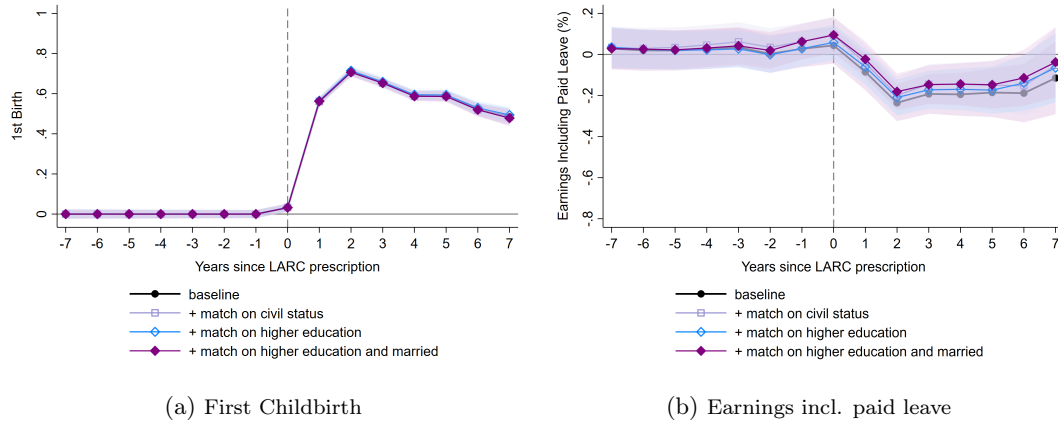 1st Birth
1
.8
.6
.4
.2
0
-7 -6 -5 -4 -3 -2 -1 0 1 2 3 4 5 6 7
Years since LARC prescription
baseline
+ match on civil status
+ match on higher education
+ match on higher education and married
(a) First Childbirth
Earnings Including Paid Leave (%)
.2
0
-.2
-.4
-.6
-.8
-7 -6 -5 -4 -3 -2 -1 0 1 2 3 4 5 6 7
Years since LARC prescription
baseline
+ match on civil status
+ match on higher education
+ match on higher education and married
(b) Earnings incl. paid leave